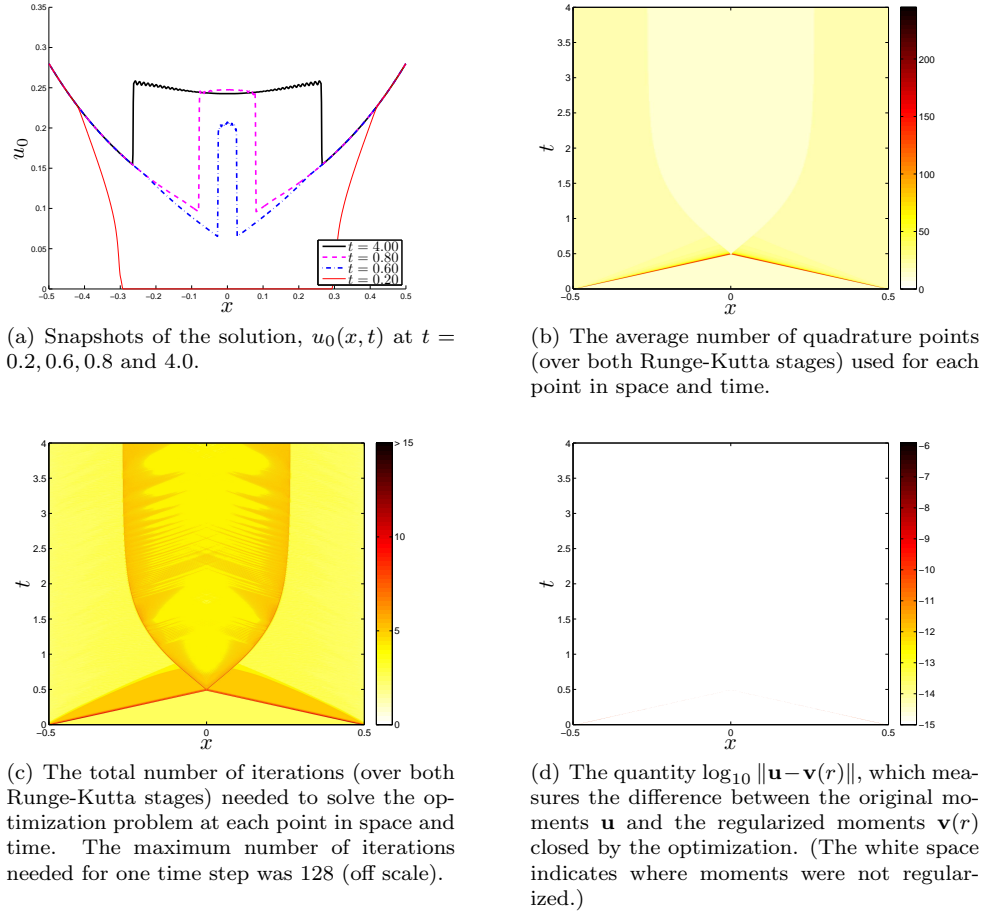 0.35
0.3
0.25
0.2
0.15
0.1
0.05
0
u₀
t = 4.00
t = 0.80
t = 0.60
t = 0.20
−0.5 −0.4 −0.3 −0.2 −0.1 0 0.1 0.2 0.3 0.4 0.5
x
(a) Snapshots of the solution, u₀(x, t) at t =
0.2, 0.6, 0.8 and 4.0.
4
3.5
3
2.5
2
1.5
1
0.5
0
t
−0.5 0 0.5
x
200
150
100
50
0
(b) The average number of quadrature points
(over both Runge-Kutta stages) used for each
point in space and time.
4
3.5
3
2.5
2
1.5
1
0.5
0
t
−0.5 0 0.5
x
> 15
10
5
0
(c) The total number of iterations (over both
Runge-Kutta stages) needed to solve the op-
timization problem at each point in space and
time. The maximum number of iterations
needed for one time step was 128 (off scale).
4
3.5
3
2.5
2
1.5
1
0.5
0
t
−0.5 0 0.5
x
−6
−7
−8
−9
−10
−11
−12
−13
−14
−15
(d) The quantity log₁₀ ‖u−v(r)‖, which mea-
sures the difference between the original mo-
ments u and the regularized moments v(r)
closed by the optimization. (The white space
indicates where moments were not regular-
ized.)